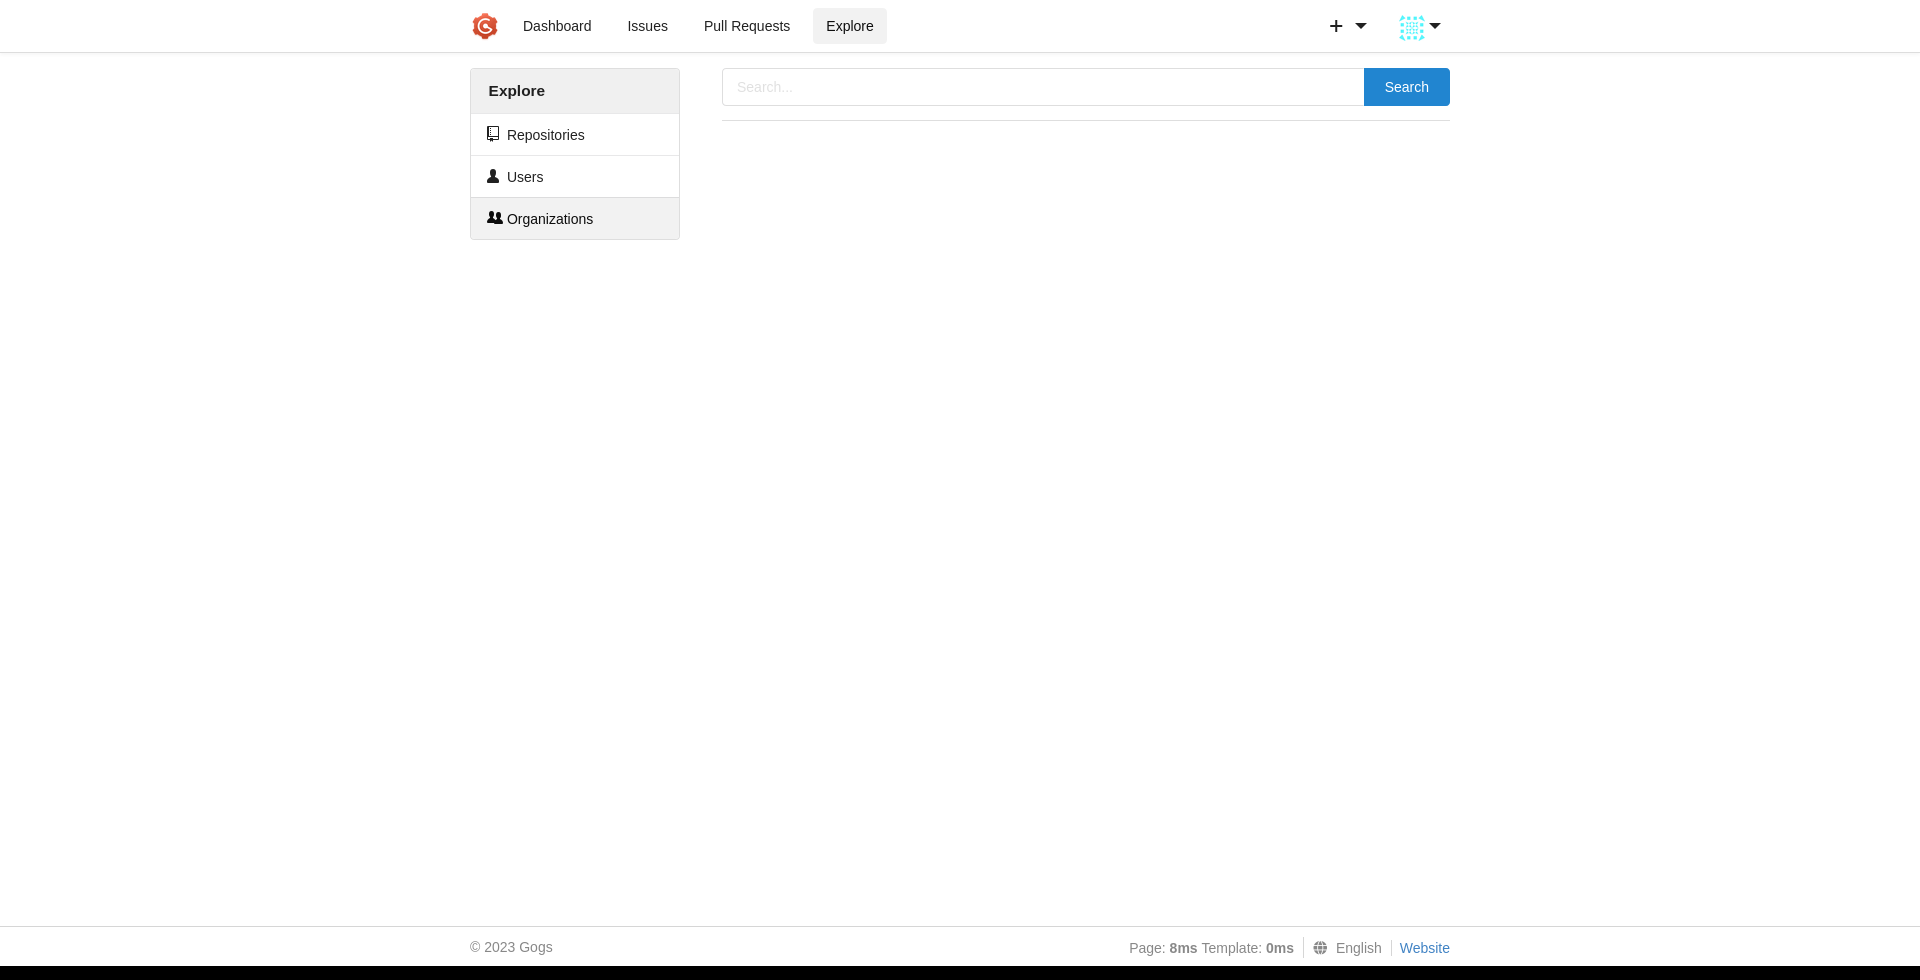 Dashboard Issues Pull Requests Explore
Explore
Repositories
Users
Organizations
Search... Search
© 2023 Gogs
Page: 8ms Template: 0ms English Website